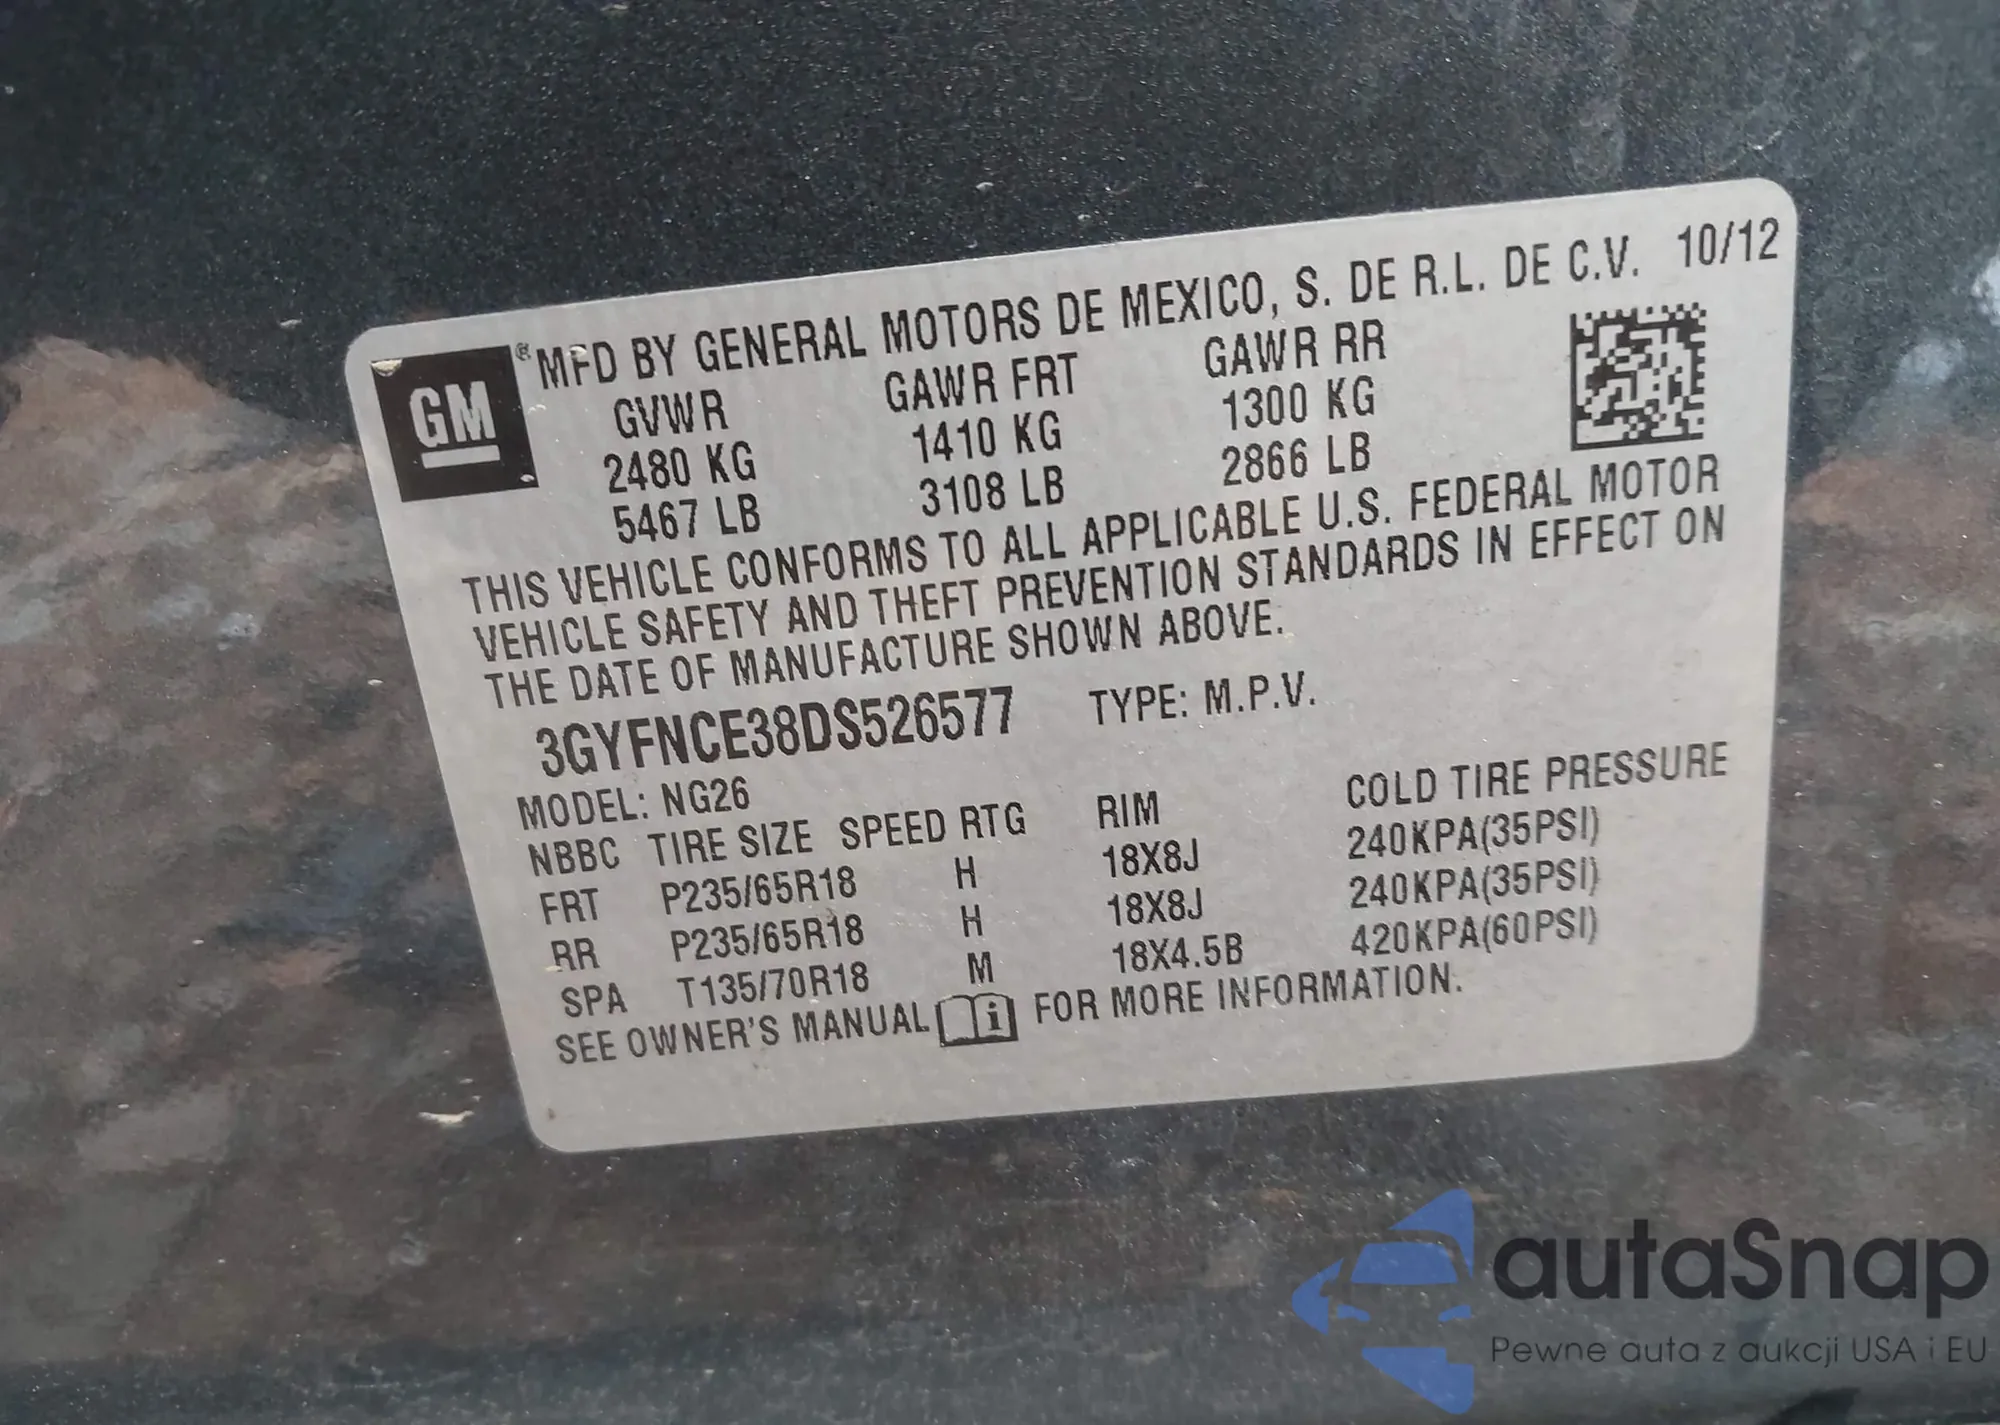 MFD BY GENERAL MOTORS DE MEXICO, S. DE R.L. DE C.V. 10/12
GM®
GVWR GAWR FRT GAWR RR
2480 KG 1410 KG 1300 KG
5467 LB 3108 LB 2866 LB
THIS VEHICLE CONFORMS TO ALL APPLICABLE U.S. FEDERAL MOTOR
VEHICLE SAFETY AND THEFT PREVENTION STANDARDS IN EFFECT ON
THE DATE OF MANUFACTURE SHOWN ABOVE.
3GYFNCE38DS526577 TYPE: M.P.V.
MODEL: NG26
NBBC TIRE SIZE SPEED RTG RIM COLD TIRE PRESSURE
FRT P235/65R18 H 18X8J 240KPA(35PSI)
RR P235/65R18 H 18X8J 240KPA(35PSI)
SPA T135/70R18 M 18X4.5B 420KPA(60PSI)
SEE OWNER'S MANUAL i FOR MORE INFORMATION.
autaSnap
Pewne auta z aukcji USA i EU